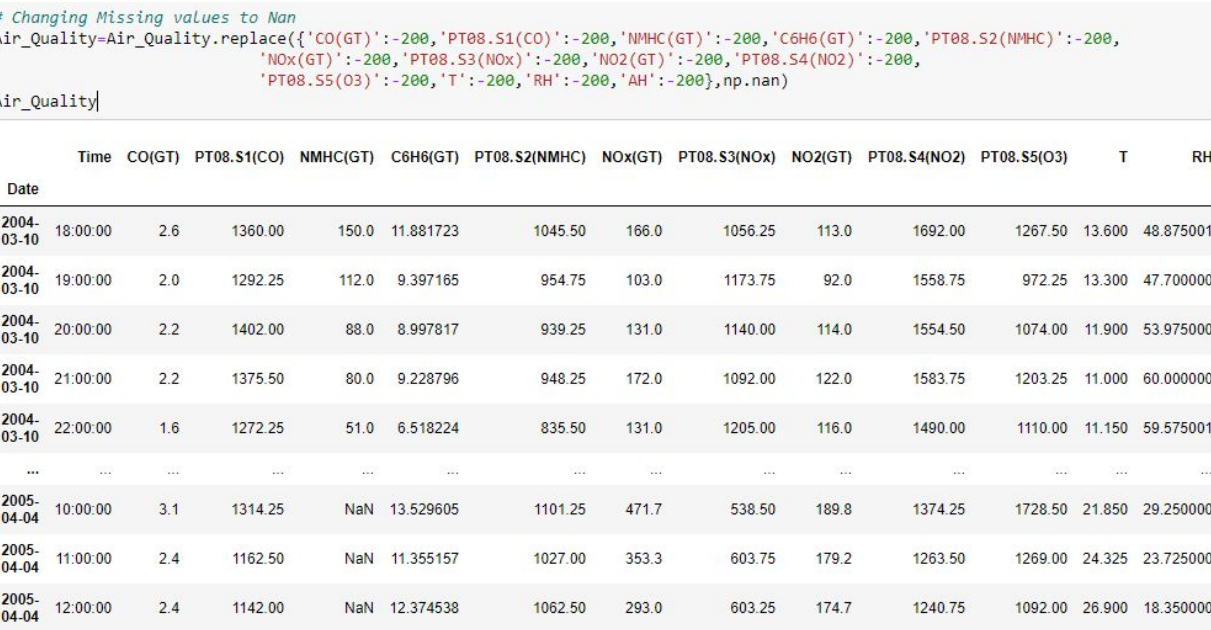 # Changing Missing values to Nan
Air_Quality=Air_Quality.replace({'CO(GT)':-200,'PT08.S1(CO)':-200,'NMHC(GT)':-200,'C6H6(GT)':-200,'PT08.S2(NMHC)':-200,
'NOx(GT)':-200,'PT08.S3(NOx)':-200,'NO2(GT)':-200,'PT08.S4(NO2)':-200,
'PT08.S5(O3)':-200,'T':-200,'RH':-200,'AH':-200},np.nan)
Air_Quality
Time CO(GT) PT08.S1(CO) NMHC(GT) C6H6(GT) PT08.S2(NMHC) NOx(GT) PT08.S3(NOx) NO2(GT) PT08.S4(NO2) PT08.S5(O3) T RH
Date
2004-03-10 18:00:00 2.6 1360.00 150.0 11.881723 1045.50 166.0 1056.25 113.0 1692.00 1267.50 13.600 48.875001
2004-03-10 19:00:00 2.0 1292.25 112.0 9.397165 954.75 103.0 1173.75 92.0 1558.75 972.25 13.300 47.700000
2004-03-10 20:00:00 2.2 1402.00 88.0 8.997817 939.25 131.0 1140.00 114.0 1554.50 1074.00 11.900 53.975000
2004-03-10 21:00:00 2.2 1375.50 80.0 9.228796 948.25 172.0 1092.00 122.0 1583.75 1203.25 11.000 60.000000
2004-03-10 22:00:00 1.6 1272.25 51.0 6.518224 835.50 131.0 1205.00 116.0 1490.00 1110.00 11.150 59.575001
... ... ... ... ... ... ... ... ... ... ... ... ... ...
2005-04-04 10:00:00 3.1 1314.25 NaN 13.529605 1101.25 471.7 538.50 189.8 1374.25 1728.50 21.850 29.250000
2005-04-04 11:00:00 2.4 1162.50 NaN 11.355157 1027.00 353.3 603.75 179.2 1263.50 1269.00 24.325 23.725000
2005-04-04 12:00:00 2.4 1142.00 NaN 12.374538 1062.50 293.0 603.25 174.7 1240.75 1092.00 26.900 18.350000